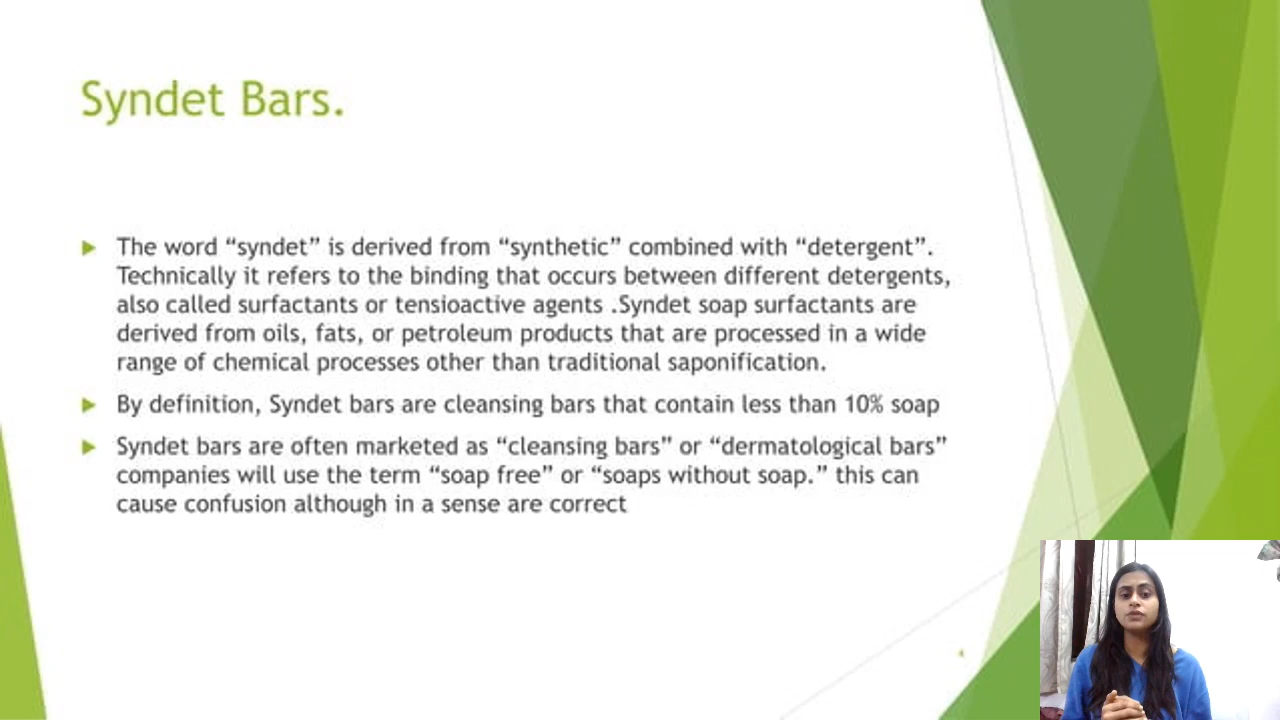 Syndet Bars.
The word “syndet” is derived from “synthetic” combined with “detergent”.
Technically it refers to the binding that occurs between different detergents,
also called surfactants or tensioactive agents .Syndet soap surfactants are
derived from oils, fats, or petroleum products that are processed in a wide
range of chemical processes other than traditional saponification.
By definition, Syndet bars are cleansing bars that contain less than 10% soap
Syndet bars are often marketed as “cleansing bars” or “dermatological bars”
companies will use the term “soap free” or “soaps without soap.” this can
cause confusion although in a sense are correct